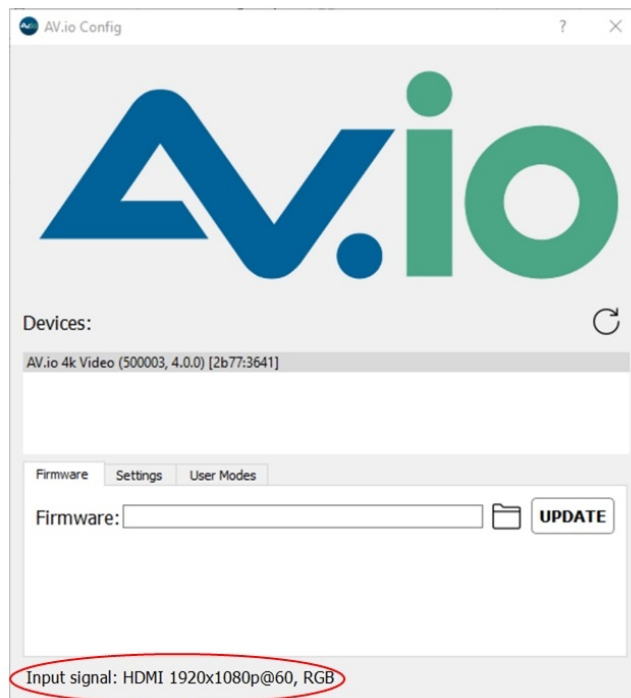 AV.io Config
AV.io
Devices:
AV.io 4k Video (500003, 4.0.0) [2b77:3641]
Firmware Settings User Modes
Firmware: UPDATE
Input signal: HDMI 1920x1080p@60, RGB